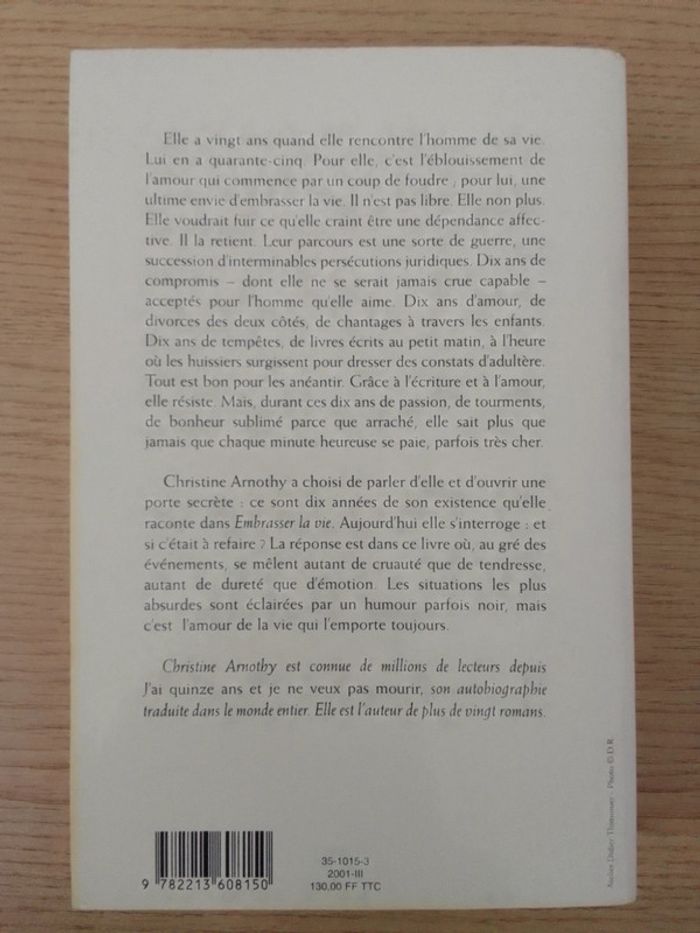 Elle a vingt ans quand elle rencontre l'homme de sa vie.
Lui en a quarante-cinq. Pour elle, c'est l'éblouissement de
l'amour qui commence par un coup de foudre ; pour lui, une
ultime envie d'embrasser la vie. Il n'est pas libre. Elle non plus.
Elle voudrait fuir ce qu'elle craint être une dépendance affec-
tive. Il la retient. Leur parcours est une sorte de guerre, une
succession d'interminables persécutions juridiques. Dix ans de
compromis – dont elle ne se serait jamais crue capable –
acceptés pour l'homme qu'elle aime. Dix ans d'amour, de
divorces des deux côtés, de chantages à travers les enfants.
Dix ans de tempêtes, de livres écrits au petit matin, à l'heure
où les huissiers surgissent pour dresser des constats d'adultère.
Tout est bon pour les anéantir. Grâce à l'écriture et à l'amour,
elle résiste. Mais, durant ces dix ans de passion, de tourments,
de bonheur sublimé parce que arraché, elle sait plus que
jamais que chaque minute heureuse se paie, parfois très cher.
Christine Arnothy a choisi de parler d'elle et d'ouvrir une
porte secrète : ce sont dix années de son existence qu'elle
raconte dans Embrasser la vie. Aujourd'hui elle s'interroge : et
si c'était à refaire ? La réponse est dans ce livre où, au gré des
événements, se mêlent autant de cruauté que de tendresse,
autant de dureté que d'émotion. Les situations les plus
absurdes sont éclairées par un humour parfois noir, mais
c'est l'amour de la vie qui l'emporte toujours.
Christine Arnothy est connue de millions de lecteurs depuis
J'ai quinze ans et je ne veux pas mourir, son autobiographie
traduite dans le monde entier. Elle est l'auteur de plus de vingt romans.
Atelier Didier Thimonier - Photo © D.R.
9 782213 608150
35-1015-3
2001-III
130,00 FF TTC